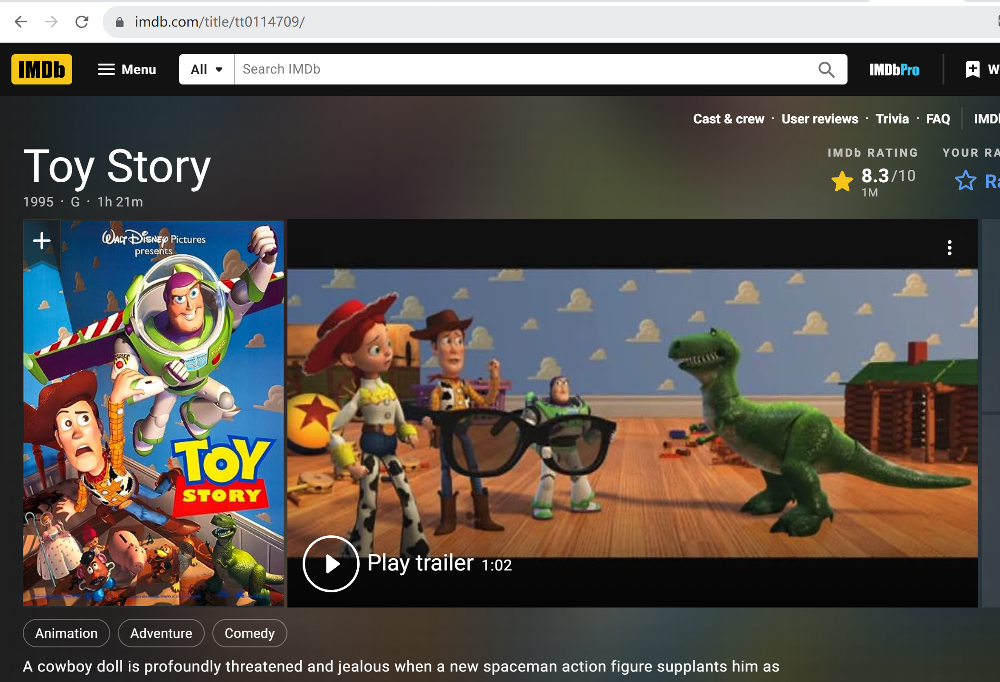 imdb.com/title/tt0114709/
IMDb
Menu
All
Search IMDb
IMDbPro
W
Cast & crew · User reviews · Trivia · FAQ
IMD
Toy Story
1995 · G · 1h 21m
IMDb RATING
8.3/10
1M
YOUR RA
Ra
WALT DISNEY Pictures
presents
TOY
STORY
Play trailer 1:02
Animation
Adventure
Comedy
A cowboy doll is profoundly threatened and jealous when a new spaceman action figure supplants him as